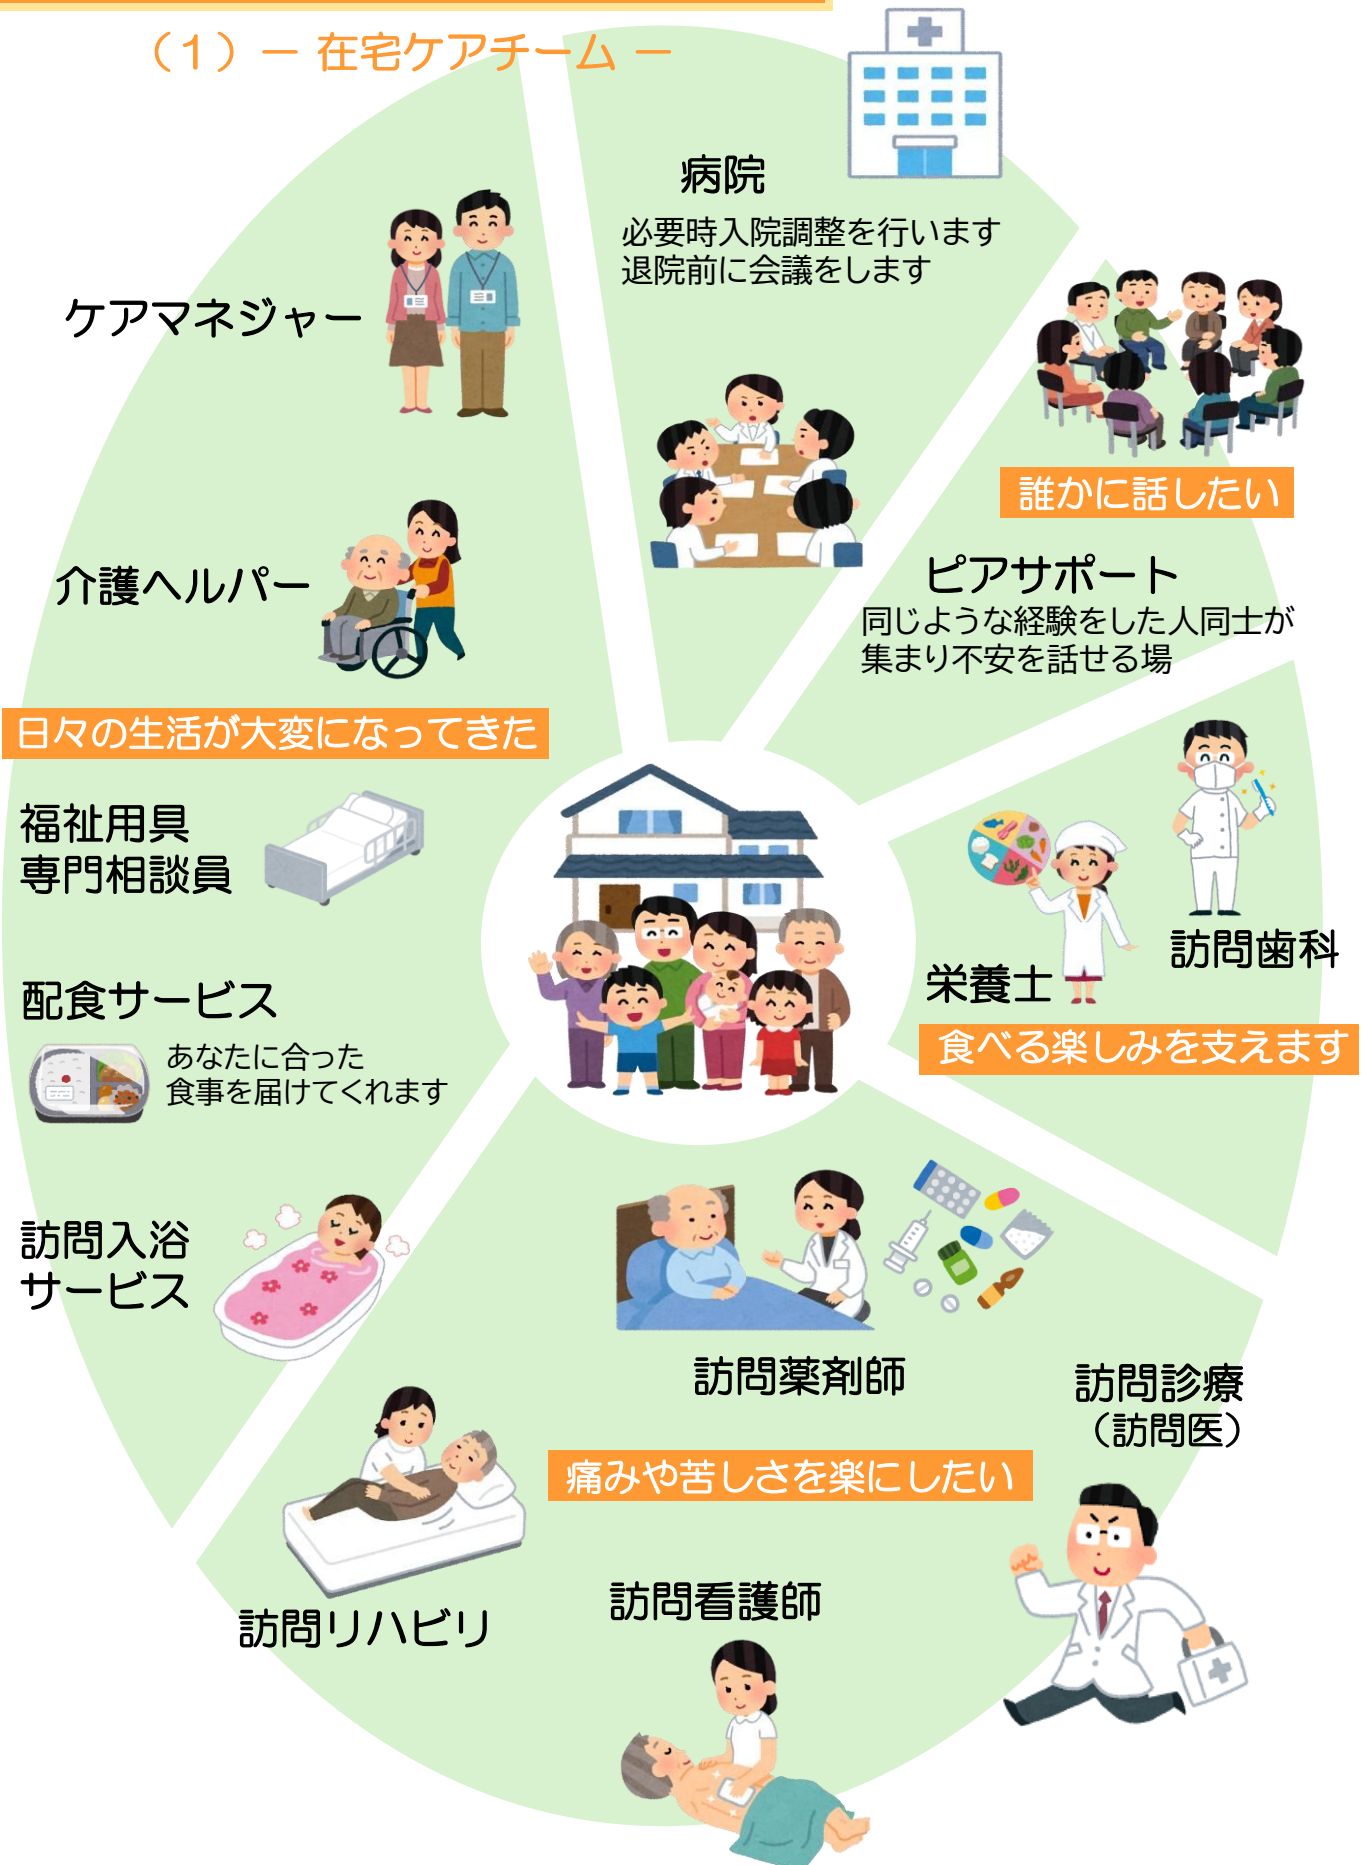 （1）－ 在宅ケアチーム －
病院
必要時入院調整を行います
退院前に会議をします
ケアマネジャー
介護ヘルパー
日々の生活が大変になってきた
福祉用具
専門相談員
配食サービス
あなたに合った
食事を届けてくれます
訪問入浴
サービス
誰かに話したい
ピアサポート
同じような経験をした人同士が
集まり不安を話せる場
訪問歯科
栄養士
食べる楽しみを支えます
訪問薬剤師
訪問診療
（訪問医）
痛みや苦しさを楽にしたい
訪問看護師
訪問リハビリ